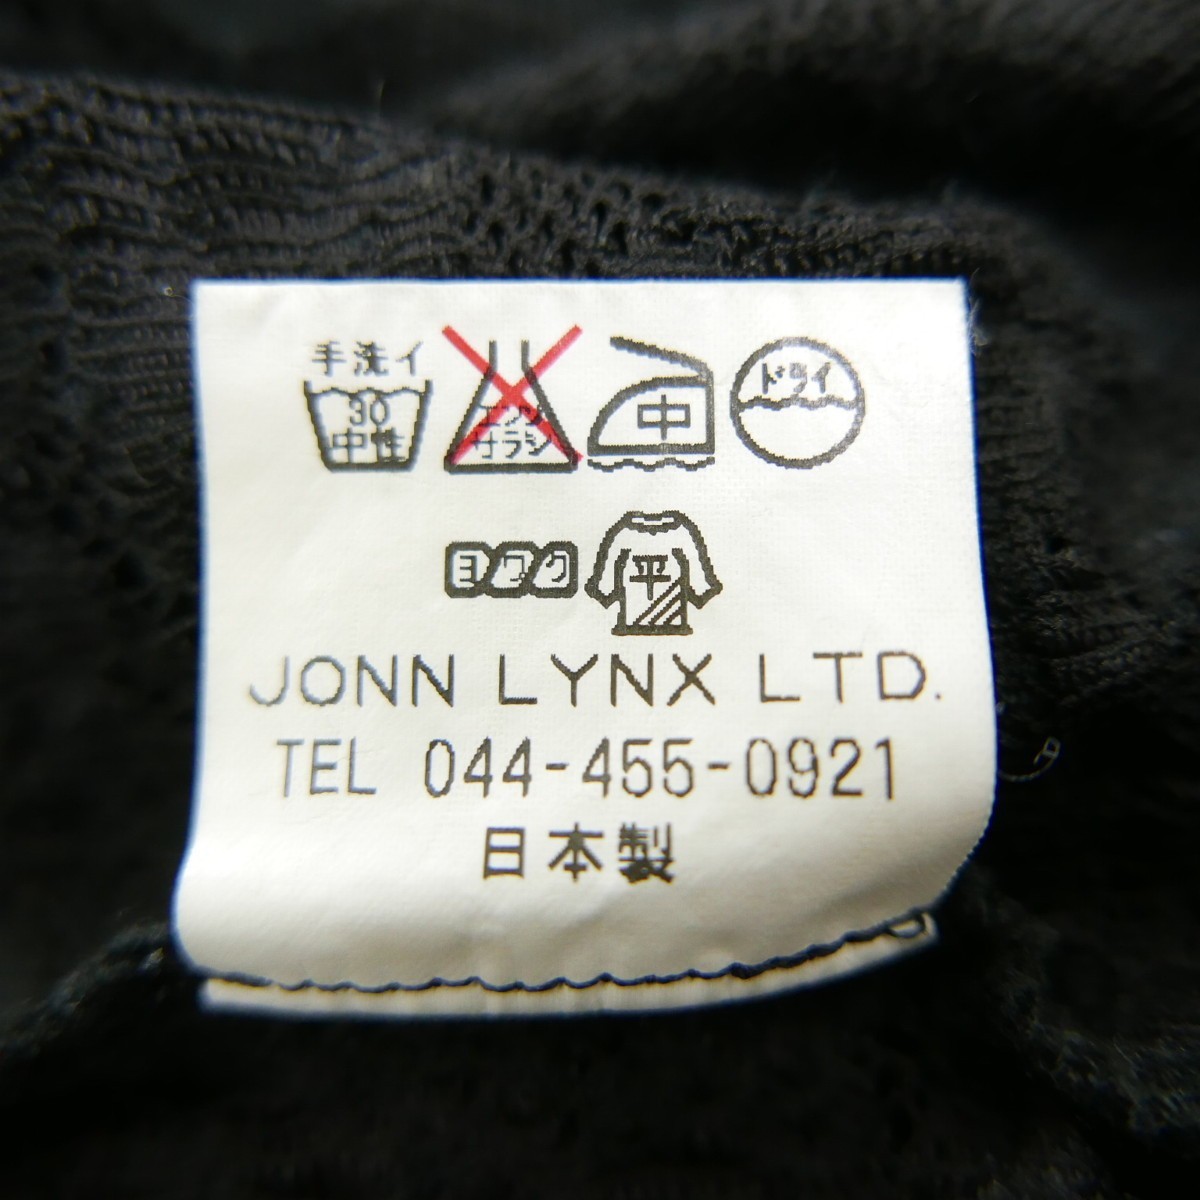 手洗イ
30
中性
エンソ
サラシ
中
ドライ
ヨワク
平
JONN LYNX LTD.
TEL 044-455-0921
日本製